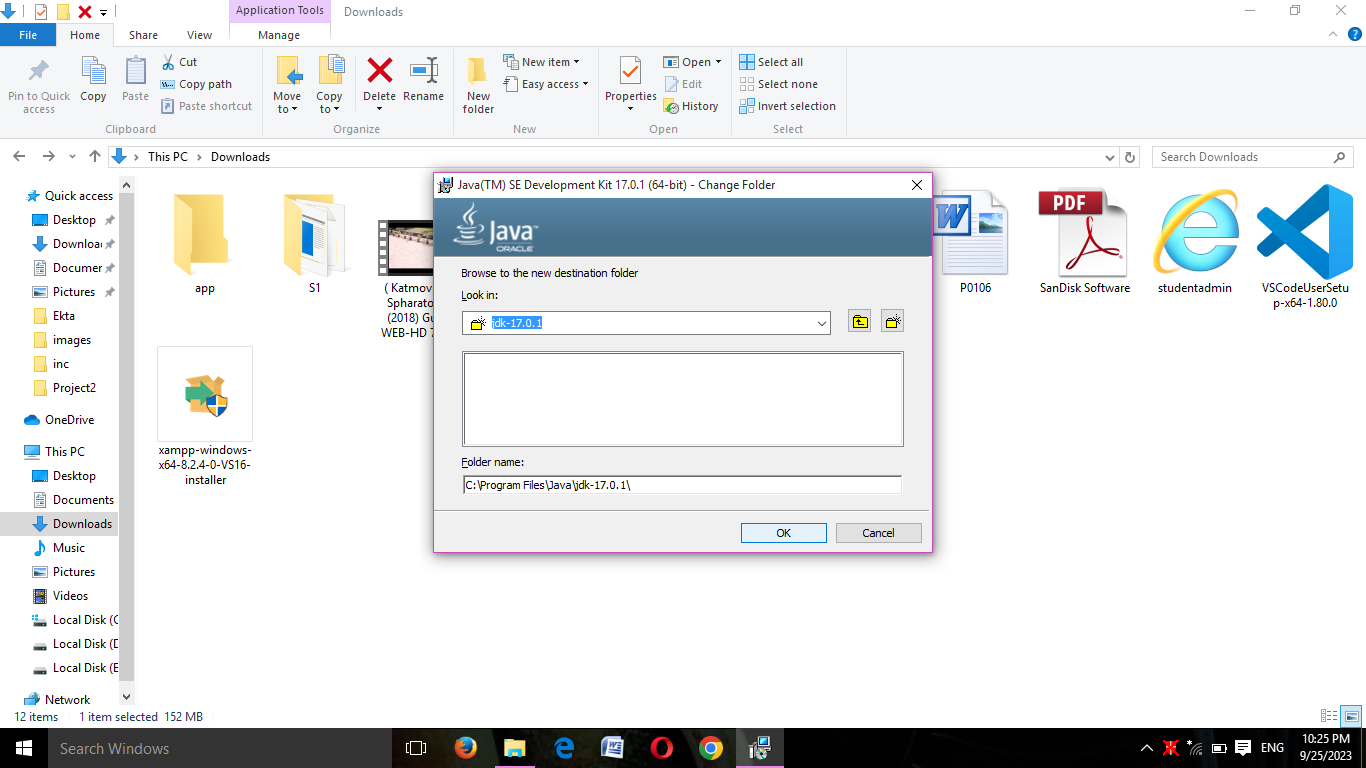 Application Tools
Downloads
File
Home
Share
View
Manage
Pin to Quick access
Copy
Paste
Cut
Copy path
Paste shortcut
Clipboard
Move to
Copy to
Delete
Rename
Organize
New folder
New item
Easy access
New
Properties
Open
Edit
History
Open
Select all
Select none
Invert selection
Select
This PC
Downloads
Search Downloads
Quick access
Desktop
Downloa
Documer
Pictures
Ekta
images
inc
Project2
OneDrive
This PC
Desktop
Documents
Downloads
Music
Pictures
Videos
Local Disk (C
Local Disk (D
Local Disk (E
Network
app
S1
( Katmov
Spharato
(2018) Gu
WEB-HD 7
W
P0106
PDF
SanDisk Software
studentadmin
VSCodeUserSetu
p-x64-1.80.0
xampp-windows-
x64-8.2.4-0-VS16-
installer
Java(TM) SE Development Kit 17.0.1 (64-bit) - Change Folder
Java™
ORACLE
Browse to the new destination folder
Look in:
jdk-17.0.1
Folder name:
C:\Program Files\Java\jdk-17.0.1\
OK
Cancel
12 items
1 item selected 152 MB
Search Windows
ENG
10:25 PM
9/25/2023